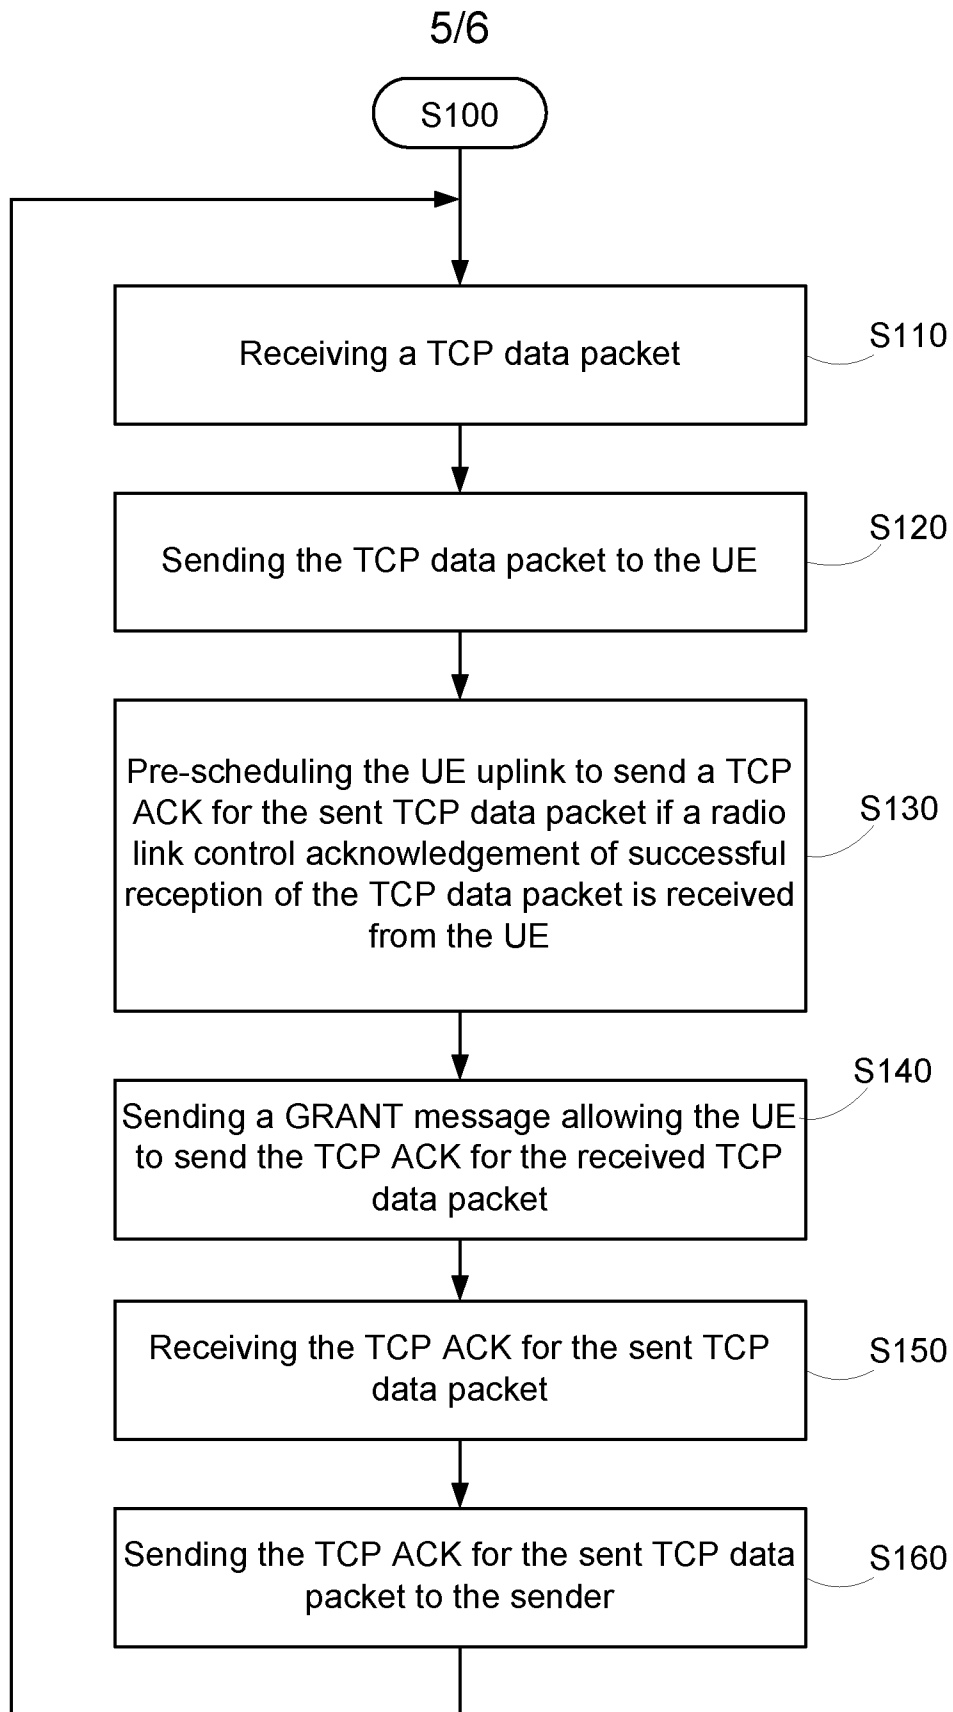 5/6
S100
Receiving a TCP data packet
S110
Sending the TCP data packet to the UE
S120
Pre-scheduling the UE uplink to send a TCP
ACK for the sent TCP data packet if a radio
link control acknowledgement of successful
reception of the TCP data packet is received
from the UE
S130
Sending a GRANT message allowing the UE
to send the TCP ACK for the received TCP
data packet
S140
Receiving the TCP ACK for the sent TCP
data packet
S150
Sending the TCP ACK for the sent TCP data
packet to the sender
S160